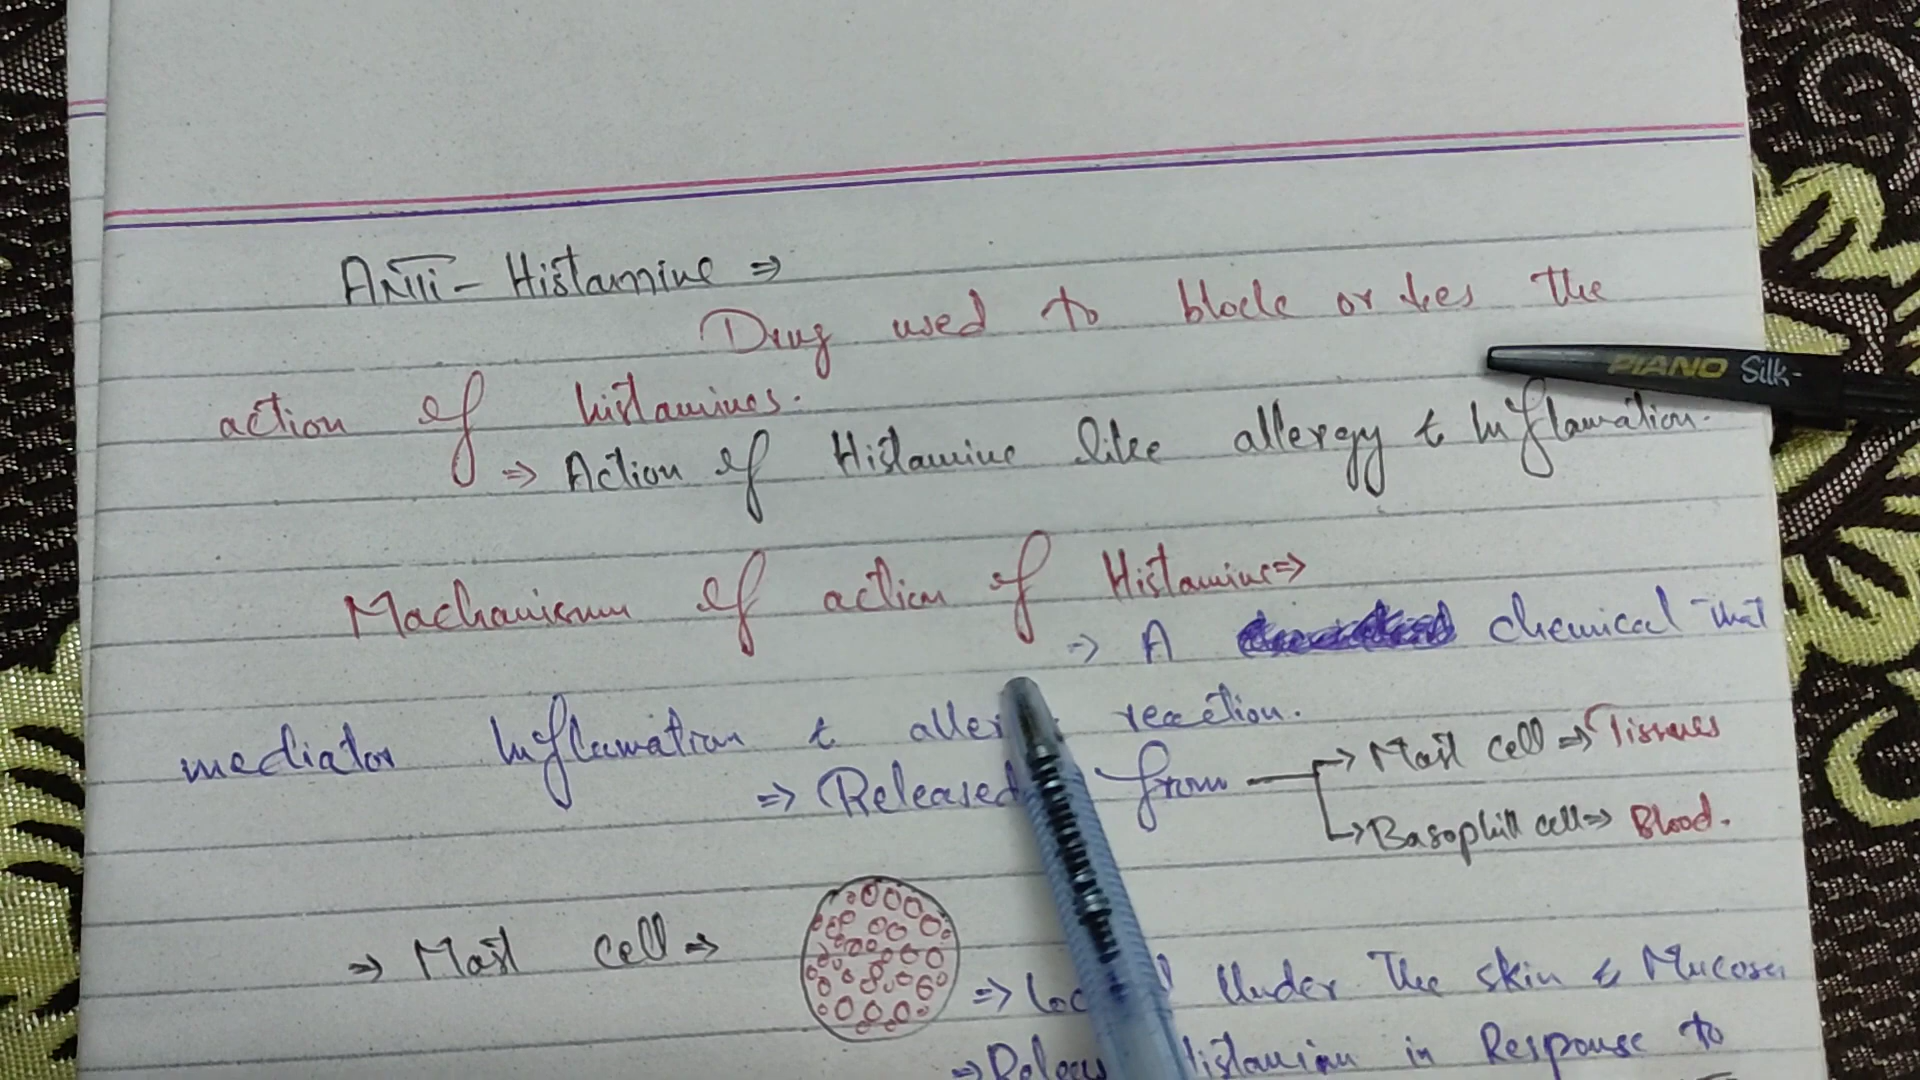 ANTi - Histamine ⇒
Drug used to block or the
PIANO Silk-
action of histamines.
⇒ Action of Histamine like allergy & Inflamation.
Machanism of action of Histamine⇒
→ A chemical that
mediator Inflamation & aller reaction.
⇒ Released from → Mast cell ⇒ Tissues
→ Basophill cell⇒ Blood.
⇒ Mast cell ⇒
⇒ Under The skin & Mucosa
⇒ in Response to